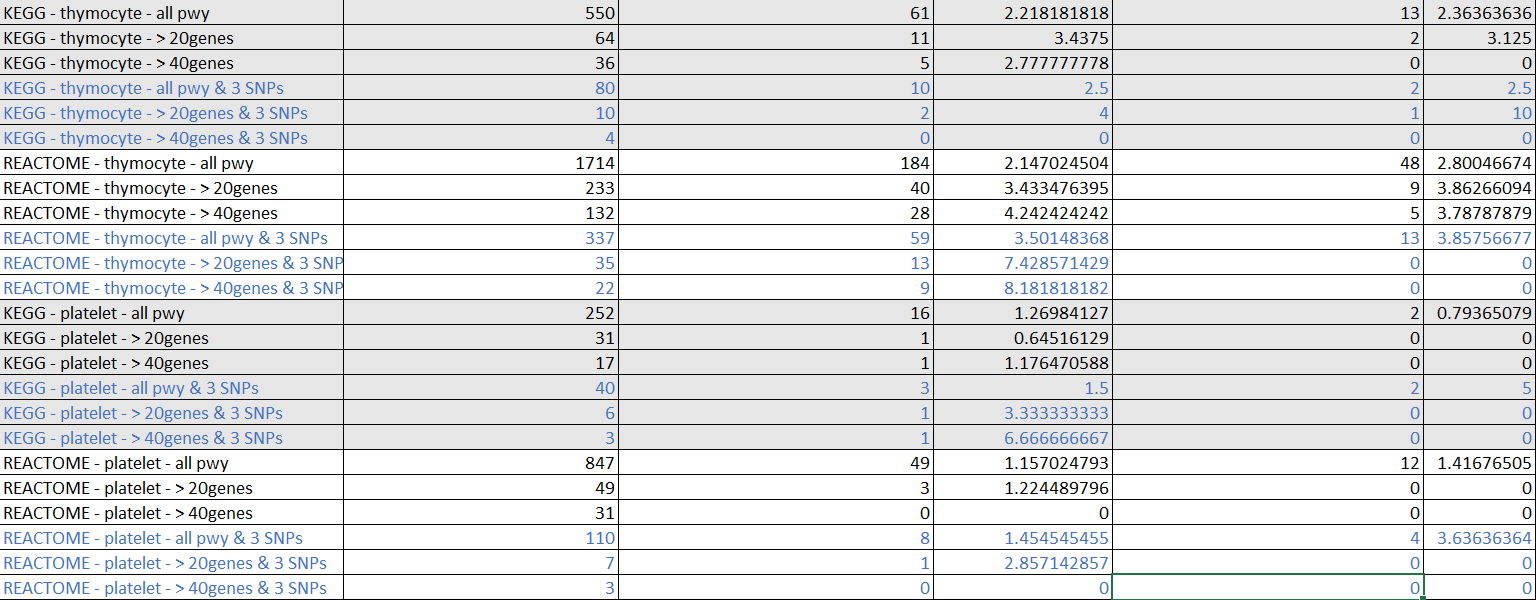 KEGG - thymocyte - all pwy 550 61 2.218181818 13 2.36363636
KEGG - thymocyte - > 20genes 64 11 3.4375 2 3.125
KEGG - thymocyte - > 40genes 36 5 2.777777778 0 0
KEGG - thymocyte - all pwy & 3 SNPs 80 10 2.5 2 2.5
KEGG - thymocyte - > 20genes & 3 SNPs 10 2 4 1 10
KEGG - thymocyte - > 40genes & 3 SNPs 4 0 0 0 0
REACTOME - thymocyte - all pwy 1714 184 2.147024504 48 2.80046674
REACTOME - thymocyte - > 20genes 233 40 3.433476395 9 3.86266094
REACTOME - thymocyte - > 40genes 132 28 4.242424242 5 3.78787879
REACTOME - thymocyte - all pwy & 3 SNPs 337 59 3.50148368 13 3.85756677
REACTOME - thymocyte - > 20genes & 3 SNP 35 13 7.428571429 0 0
REACTOME - thymocyte - > 40genes & 3 SNP 22 9 8.181818182 0 0
KEGG - platelet - all pwy 252 16 1.26984127 2 0.79365079
KEGG - platelet - > 20genes 31 1 0.64516129 0 0
KEGG - platelet - > 40genes 17 1 1.176470588 0 0
KEGG - platelet - all pwy & 3 SNPs 40 3 1.5 2 5
KEGG - platelet - > 20genes & 3 SNPs 6 1 3.333333333 0 0
KEGG - platelet - > 40genes & 3 SNPs 3 1 6.666666667 0 0
REACTOME - platelet - all pwy 847 49 1.157024793 12 1.41676505
REACTOME - platelet - > 20genes 49 3 1.224489796 0 0
REACTOME - platelet - > 40genes 31 0 0 0 0
REACTOME - platelet - all pwy & 3 SNPs 110 8 1.454545455 4 3.63636364
REACTOME - platelet - > 20genes & 3 SNPs 7 1 2.857142857 0 0
REACTOME - platelet - > 40genes & 3 SNPs 3 0 0 0 0